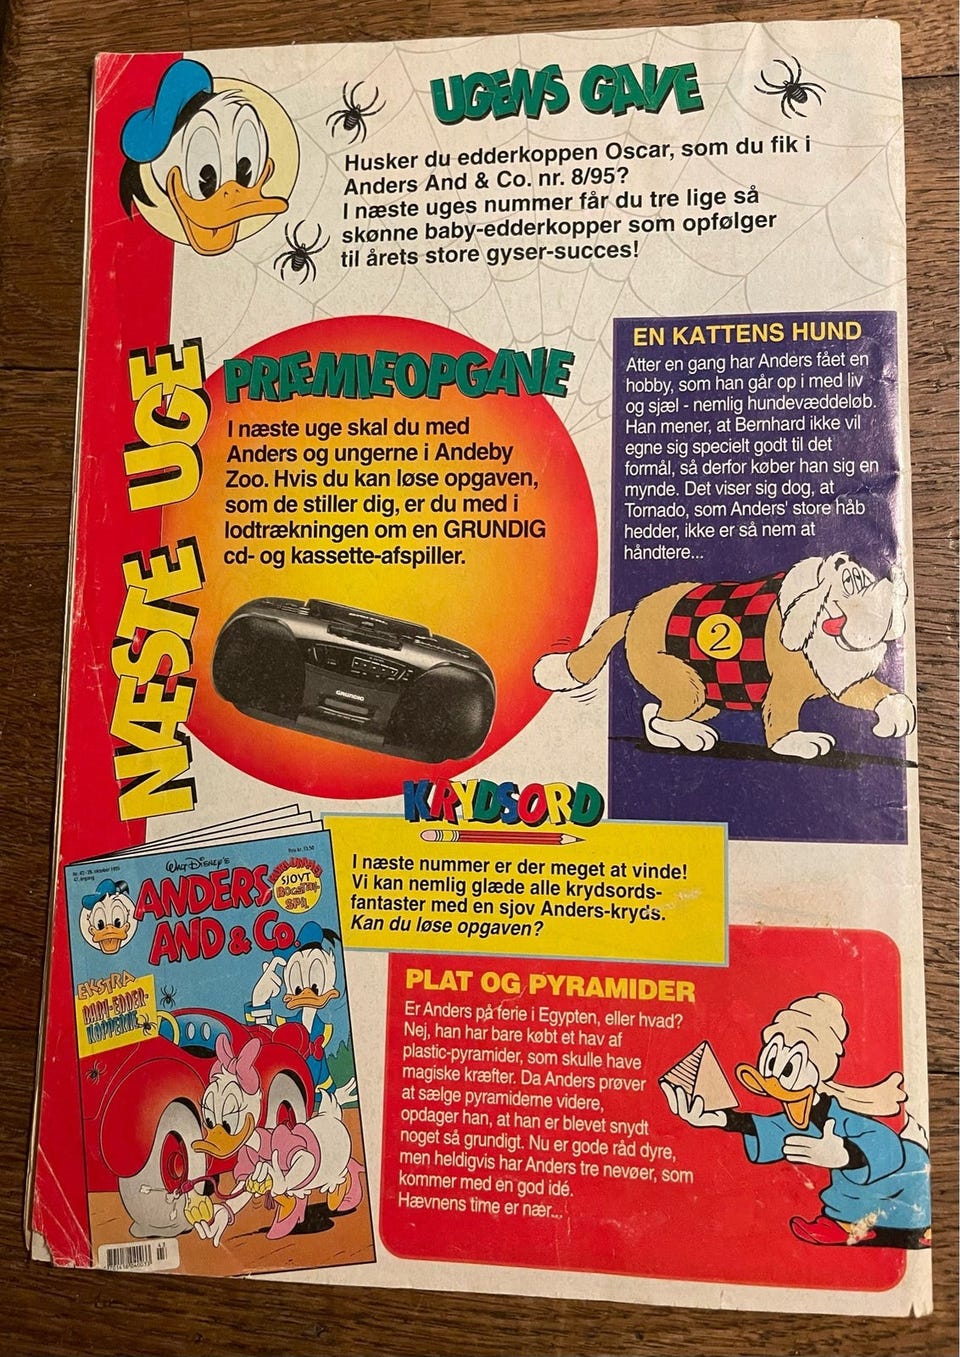 UGENS GAVE
Husker du edderkoppen Oscar, som du fik i
Anders And & Co. nr. 8/95?
I næste uges nummer får du tre lige så
skønne baby-edderkopper som opfølger
til årets store gyser-succes!
NÆSTE UGE
PRÆMIEOPGAVE
I næste uge skal du med
Anders og ungerne i Andeby
Zoo. Hvis du kan løse opgaven,
som de stiller dig, er du med i
lodtrækningen om en GRUNDIG
cd- og kassette-afspiller.
GRUNDIG
EN KATTENS HUND
Atter en gang har Anders fået en
hobby, som han går op i med liv
og sjæl - nemlig hundevæddeløb.
Han mener, at Bernhard ikke vil
egne sig specielt godt til det
formål, så derfor køber han sig en
mynde. Det viser sig dog, at
Tornado, som Anders' store håb
hedder, ikke er så nem at
håndtere...
2
KRYDSORD
I næste nummer er der meget at vinde!
Vi kan nemlig glæde alle krydsords-
fantaster med en sjov Anders-kryds.
Kan du løse opgaven?
WALT DISNEY'S
ANDERS
AND & Co.
SJOVT
BOGSTAV-
SPIL
EKSTRA
BABY-EDDER-
KOPPERNE
PLAT OG PYRAMIDER
Er Anders på ferie i Egypten, eller hvad?
Nej, han har bare købt et hav af
plastic-pyramider, som skulle have
magiske kræfter. Da Anders prøver
at sælge pyramiderne videre,
opdager han, at han er blevet snydt
noget så grundigt. Nu er gode råd dyre,
men heldigvis har Anders tre nevøer, som
kommer med en god idé.
Hævnens time er nær...